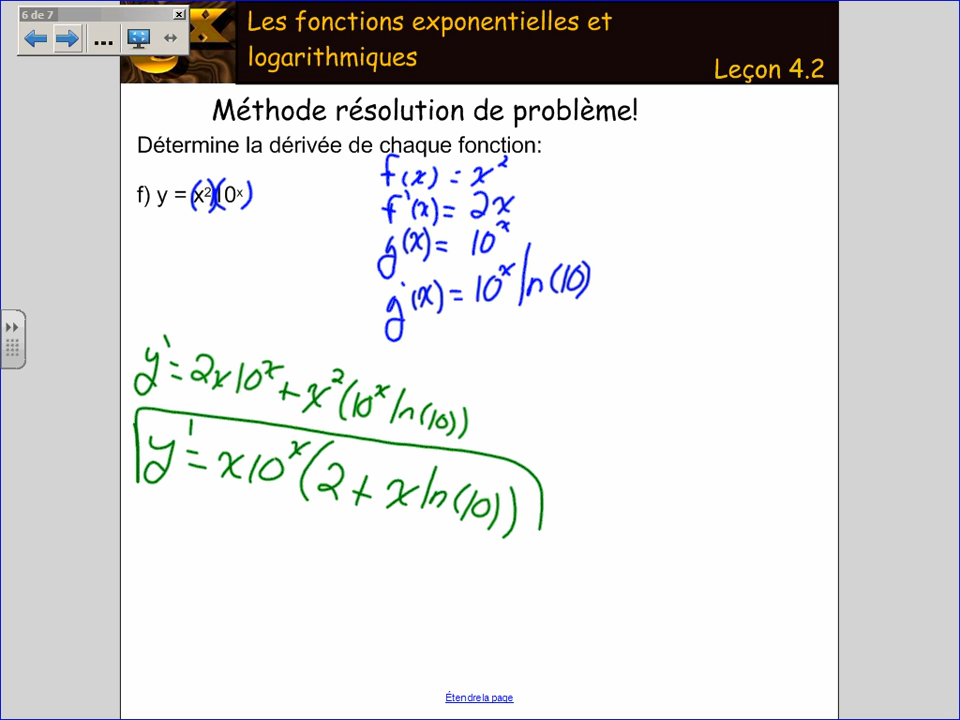 6 de 7
Les fonctions exponentielles et
logarithmiques
Leçon 4.2
Méthode résolution de problème!
Détermine la dérivée de chaque fonction:
f) y = (x²)(10ˣ)
f(x) = x²
f'(x) = 2x
g(x) = 10ˣ
g'(x) = 10ˣ ln(10)
y' = 2x10ˣ + x²(10ˣ ln(10))
y' = x10ˣ(2 + x ln(10))
Étendre la page